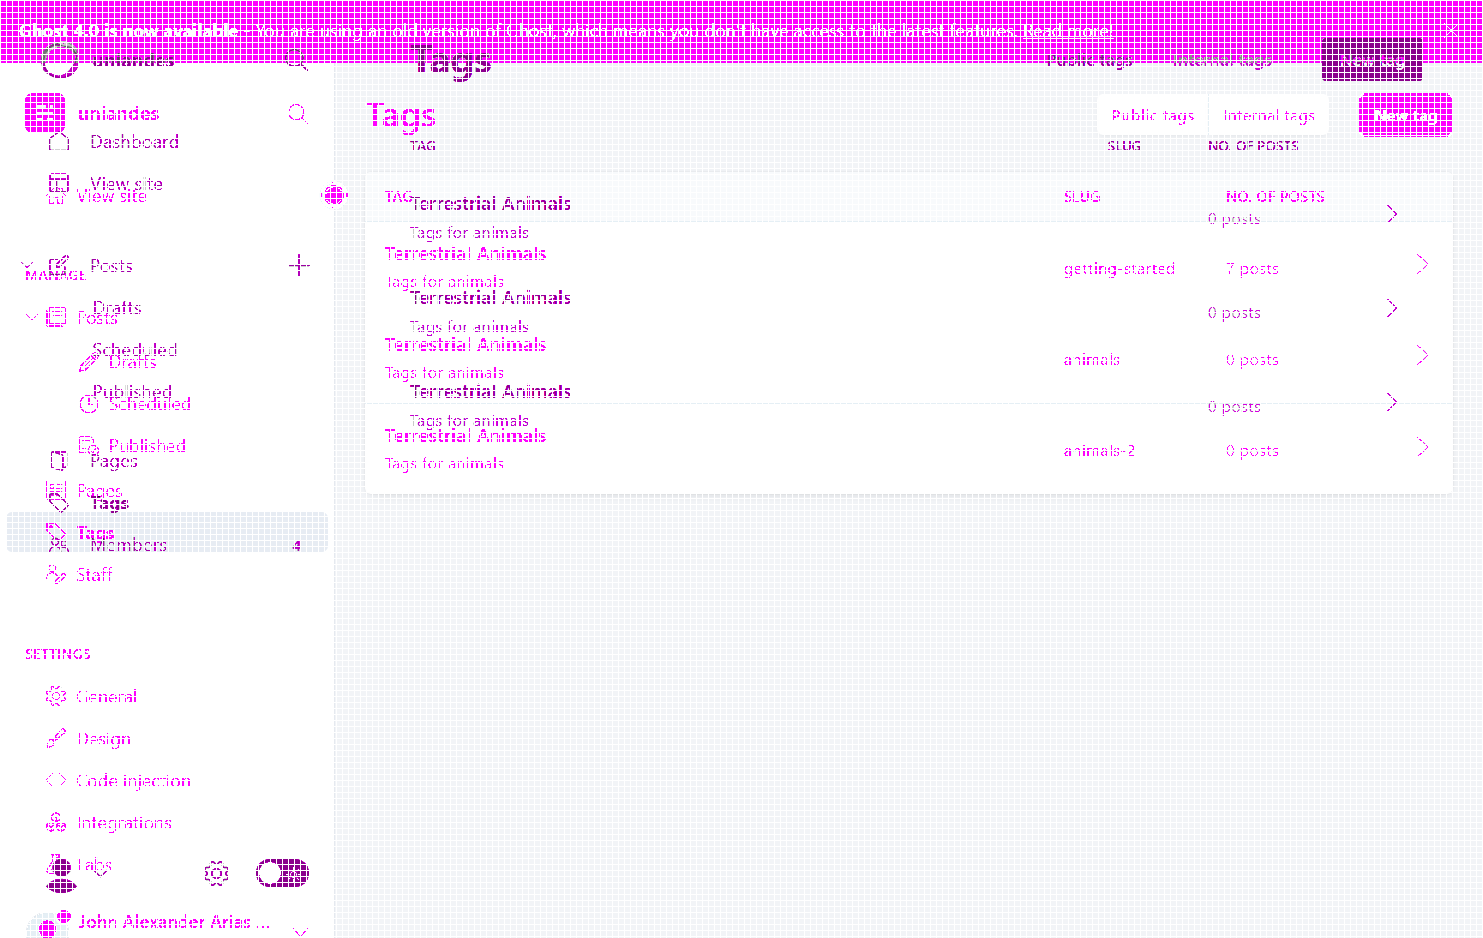 Ghost 4.0 is now available - You are using an old version of Ghost, which means you don't have access to the latest features. Read more!
uniandes
Tags
Public tags
Internal tags
New tag
uniandes
Tags
Public tags
Internal tags
New tag
Dashboard
TAG
SLUG
NO. OF POSTS
View site
View site
TAG
SLUG
NO. OF POSTS
Terrestrial Animals
0 posts
Tags for animals
Terrestrial Animals
Posts
getting-started
7 posts
MANAGE
Tags for animals
Terrestrial Animals
Drafts
0 posts
Posts
Tags for animals
Terrestrial Animals
Scheduled
Drafts
animals
0 posts
Tags for animals
Published
Terrestrial Animals
Scheduled
0 posts
Tags for animals
Terrestrial Animals
Published
animals-2
0 posts
Pages
Tags for animals
Pages
Tags
Tags
Members
4
Staff
SETTINGS
General
Design
Code injection
Integrations
Labs
John Alexander Arias ...